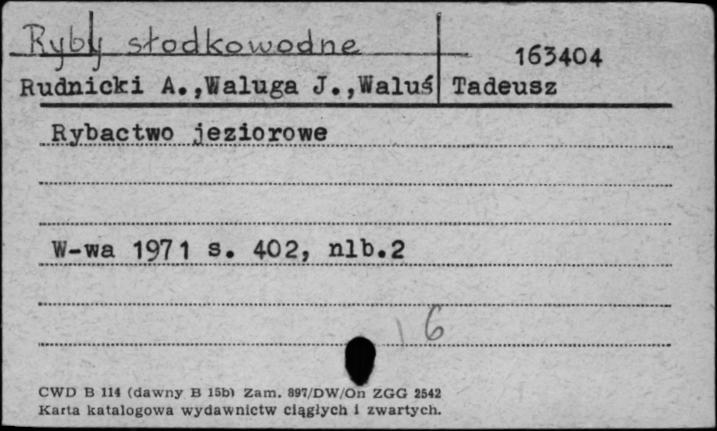 Ryby słodkowodne
163404
Rudnicki A.,Waluga J.,Waluś Tadeusz
Rybactwo jeziorowe
W-wa 1971 s. 402, nlb.2
6
CWD B 114 (dawny B 15b) Zam. 897/DW/On ZGG 2542
Karta katalogowa wydawnictw ciągłych i zwartych.